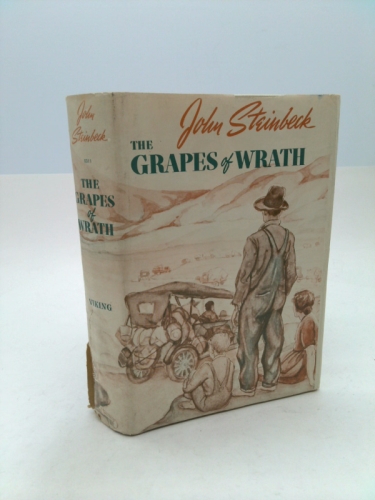 John
Steinbeck
THE
GRAPES
of
WRATH
VIKING
John Steinbeck
THE
GRAPES of WRATH